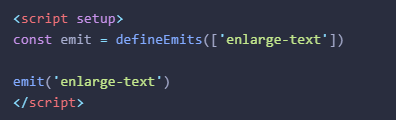 <script setup>
const emit = defineEmits(['enlarge-text'])

emit('enlarge-text')
</script>